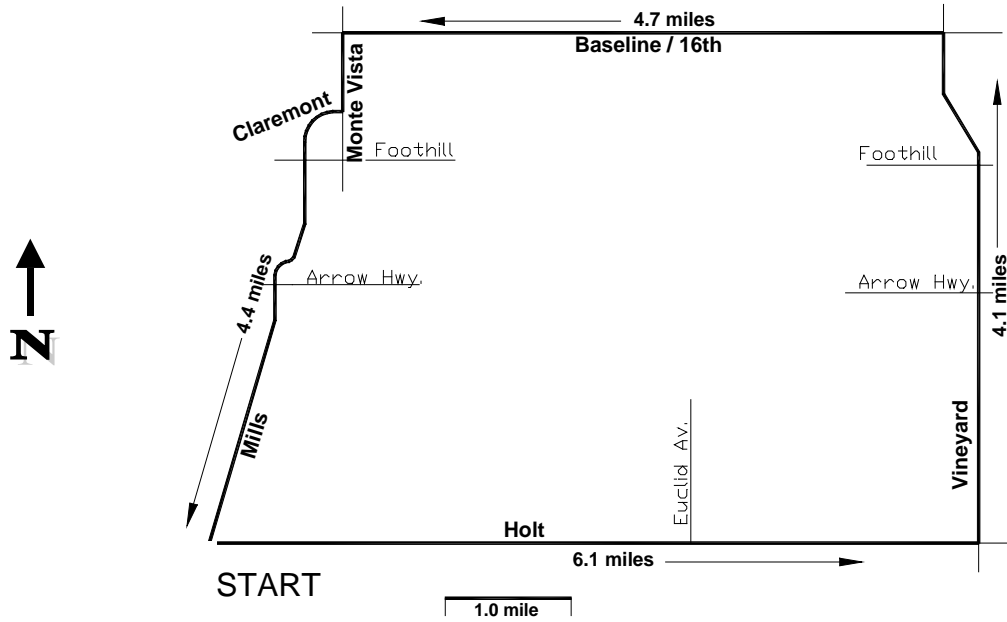 4.7 miles
Baseline / 16th
Monte Vista
Claremont
Foothill
Foothill
4.4 miles
Arrow Hwy.
Arrow Hwy.
4.1 miles
N
Mills
Euclid Av.
Vineyard
Holt
6.1 miles
START
1.0 mile